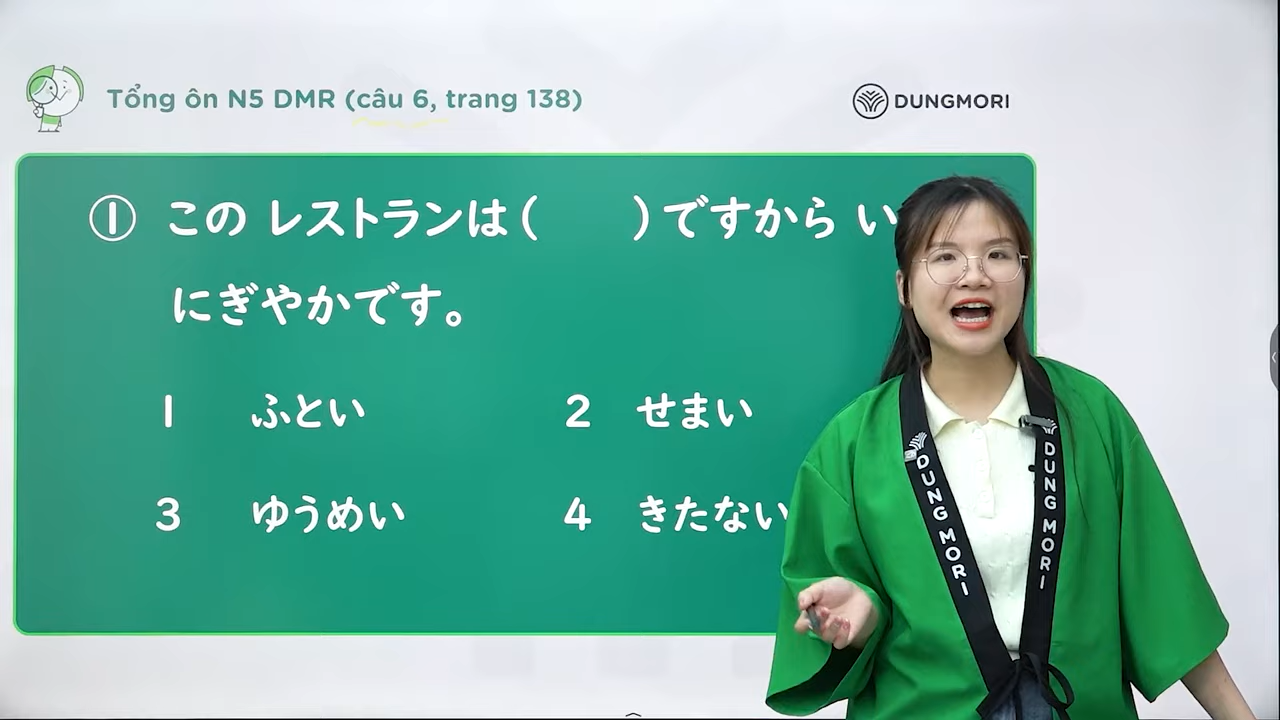 Tổng ôn N5 DMR (câu 6, trang 138)
DUNGMORI
① この レストランは(　　　)ですから い
にぎやかです。
1 ふとい 2 せまい
3 ゆうめい 4 きたない
DUNG MORI
DUNG MORI